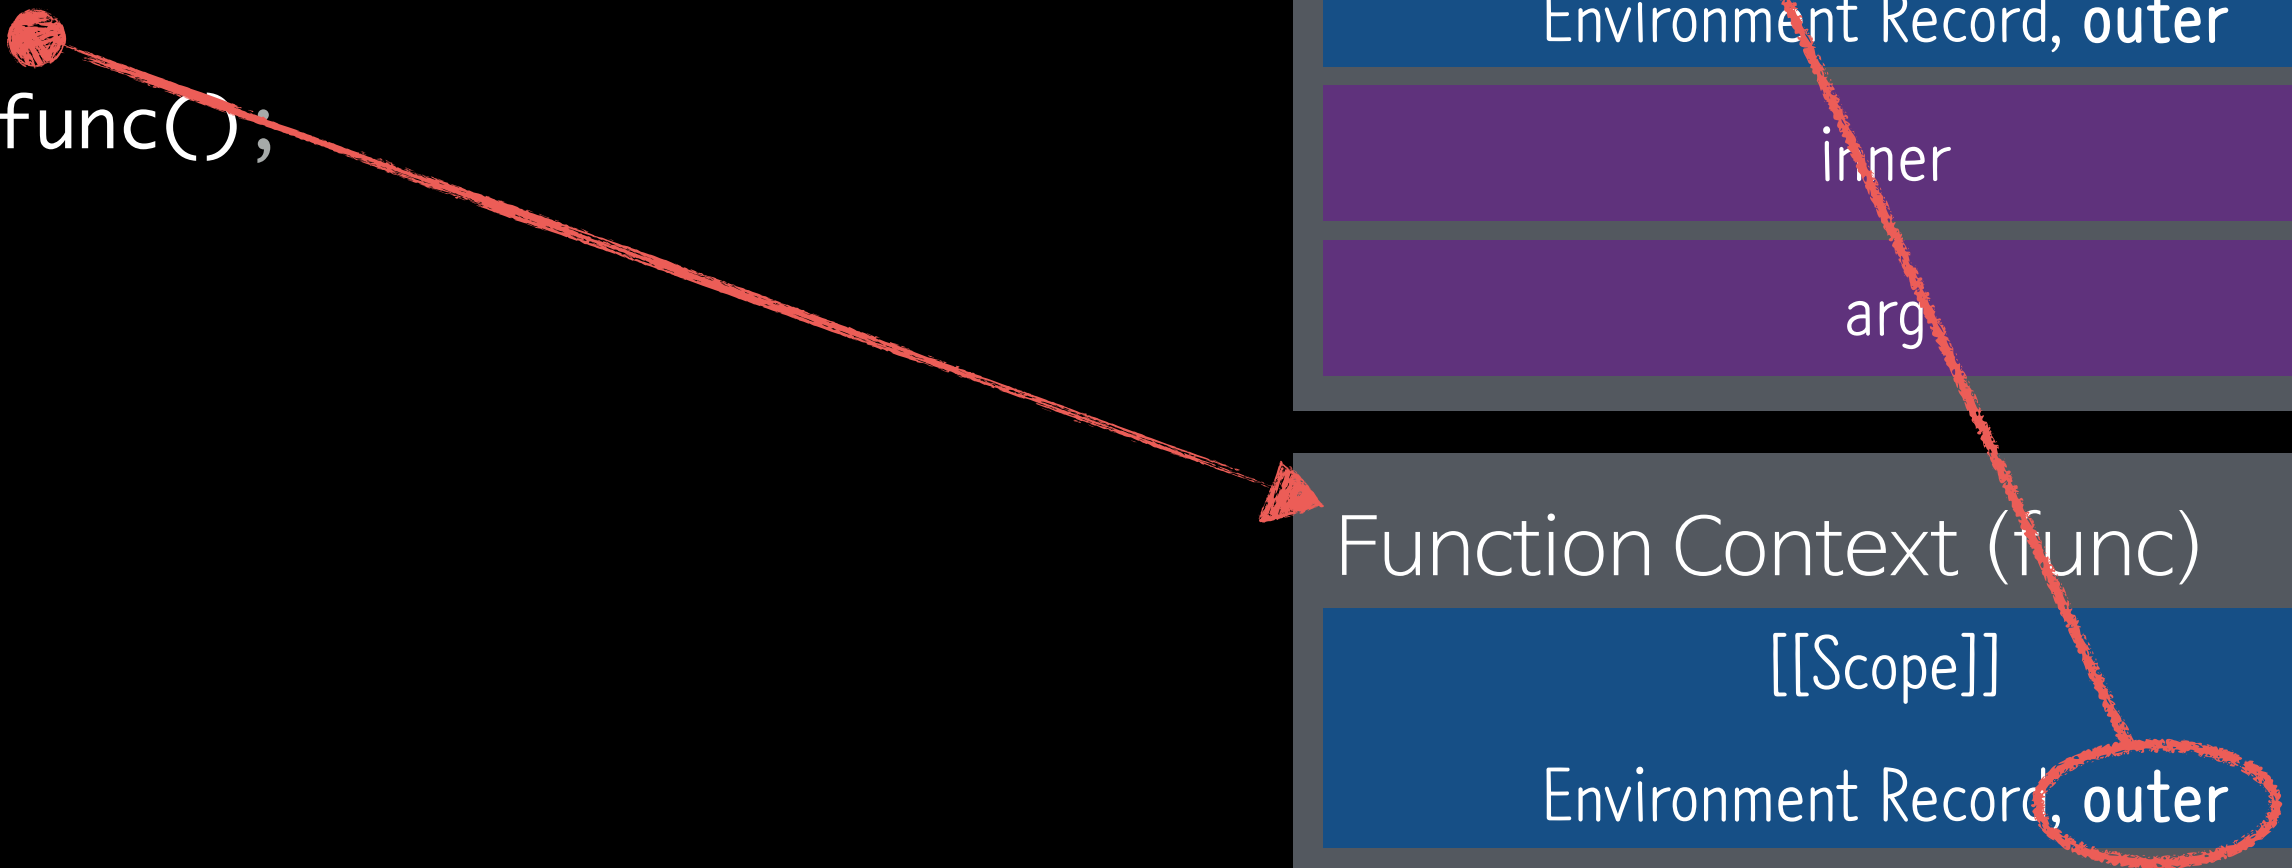 func();
Environment Record, outer
inner
arg
Function Context (func)
[[Scope]]
Environment Record, outer